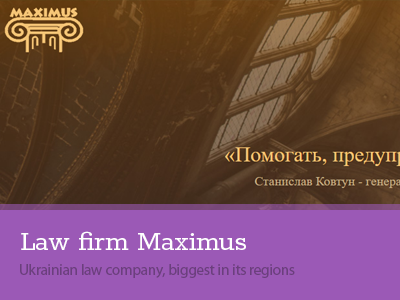 MAXIMUS
«Помогать, предупр
Станислав Ковтун - генера
Law firm Maximus
Ukrainian law company, biggest in its regions